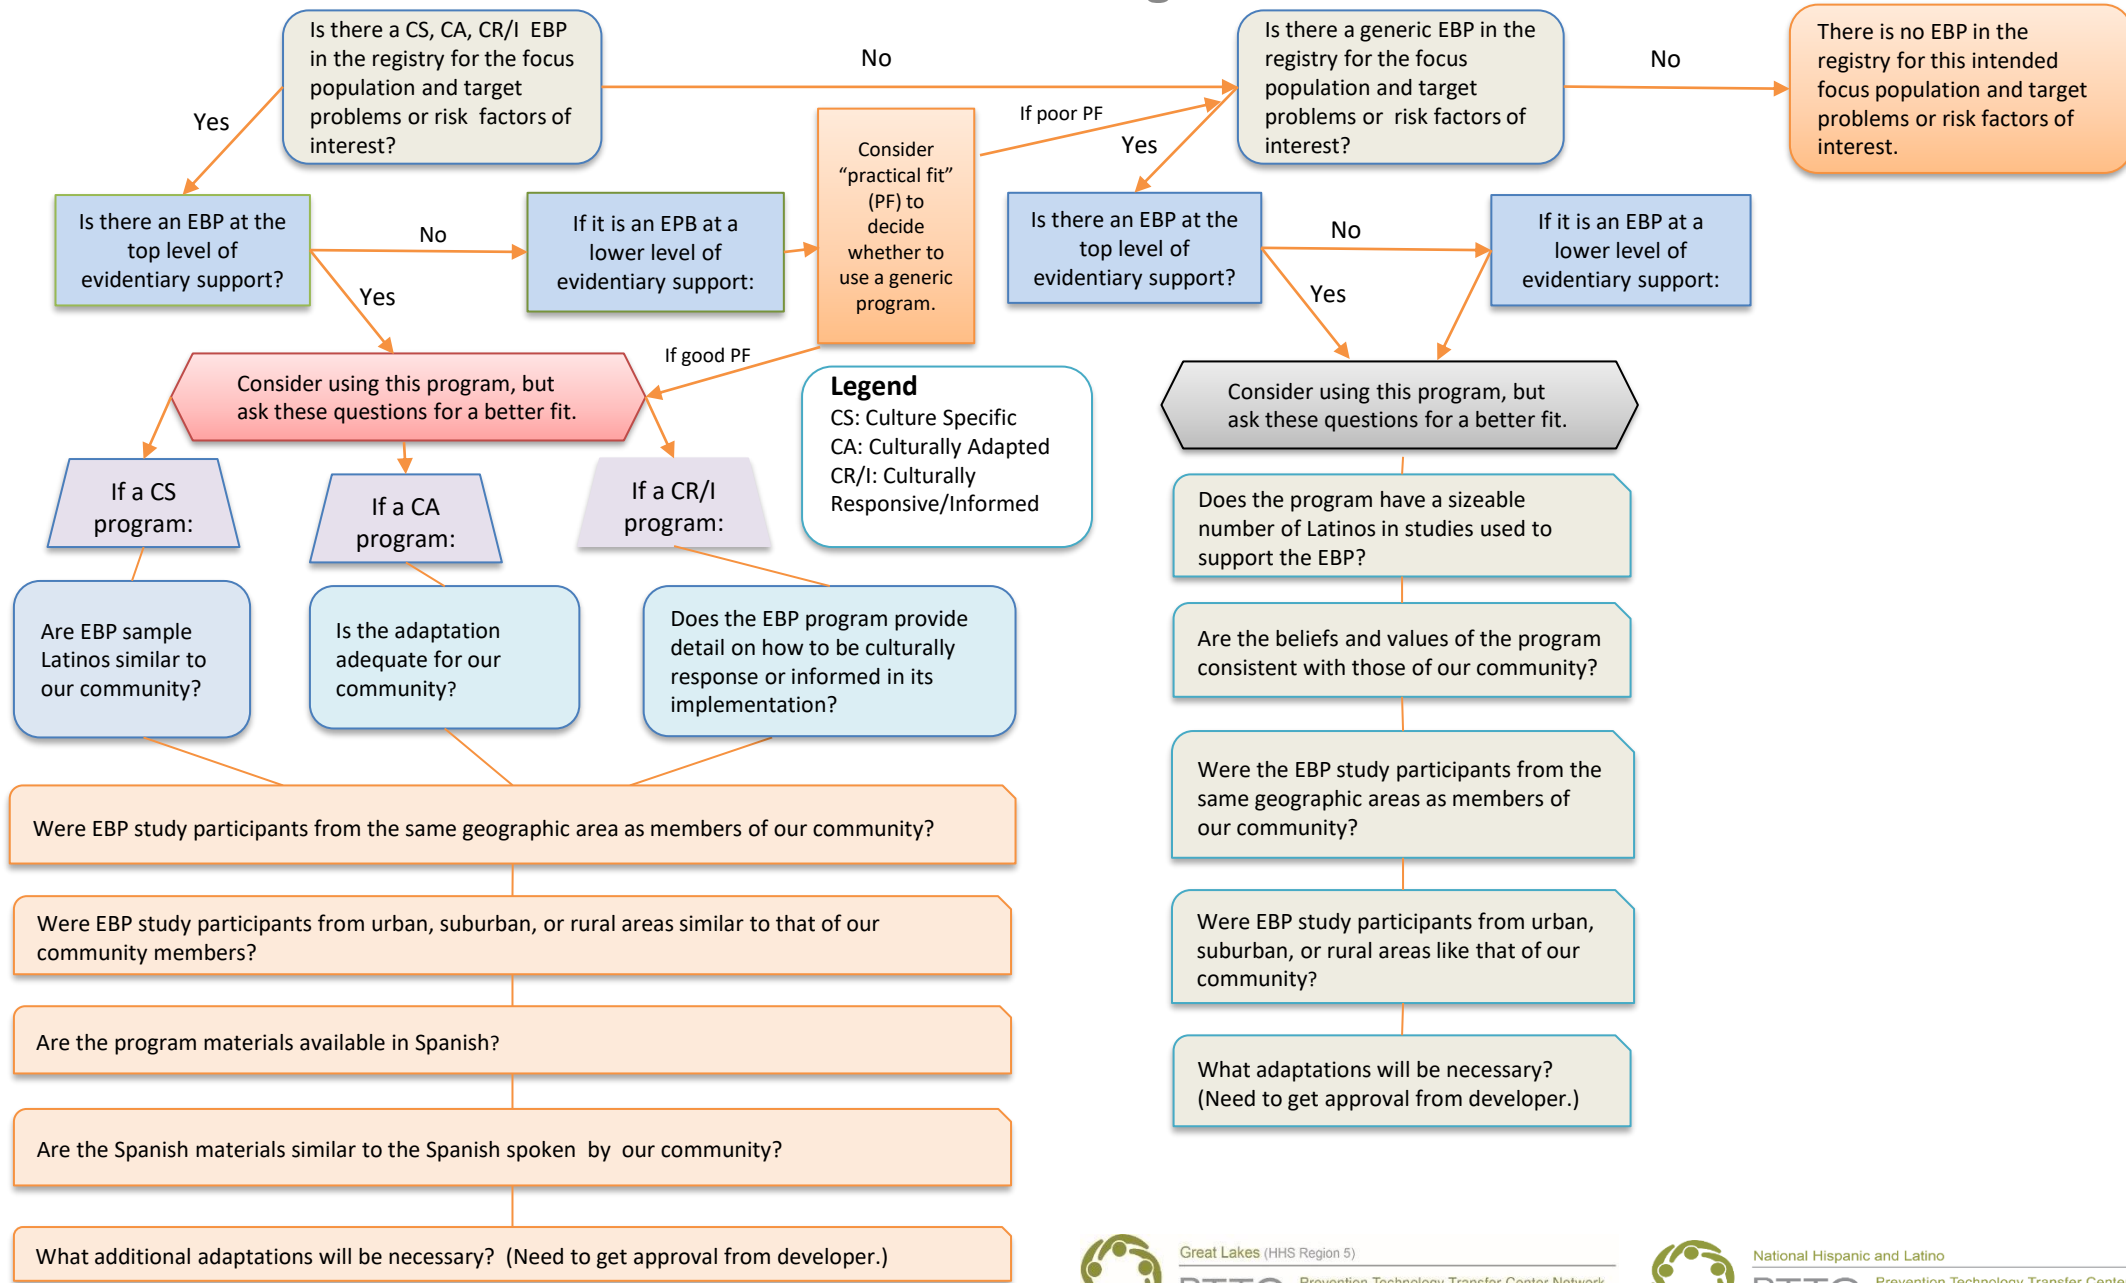 Is there a CS, CA, CR/I EBP
in the registry for the focus
population and target
problems or risk factors of
interest?
No
Is there a generic EBP in the
registry for the focus
population and target
problems or risk factors of
interest?
No
There is no EBP in the
registry for this intended
focus population and target
problems or risk factors of
interest.
Yes
If poor PF
Yes
Consider
“practical fit”
(PF) to
decide
whether to
use a generic
program.
Is there an EBP at the
top level of
evidentiary support?
No
If it is an EPB at a
lower level of
evidentiary support:
Is there an EBP at the
top level of
evidentiary support?
No
If it is an EBP at a
lower level of
evidentiary support:
Yes
Yes
If good PF
Consider using this program, but
ask these questions for a better fit.
Legend
CS: Culture Specific
CA: Culturally Adapted
CR/I: Culturally
Responsive/Informed
Consider using this program, but
ask these questions for a better fit.
If a CS
program:
If a CA
program:
If a CR/I
program:
Does the program have a sizeable
number of Latinos in studies used to
support the EBP?
Are EBP sample
Latinos similar to
our community?
Is the adaptation
adequate for our
community?
Does the EBP program provide
detail on how to be culturally
response or informed in its
implementation?
Are the beliefs and values of the program
consistent with those of our community?
Were the EBP study participants from the
same geographic areas as members of
our community?
Were EBP study participants from the same geographic area as members of our community?
Were EBP study participants from urban, suburban, or rural areas similar to that of our
community members?
Were EBP study participants from urban,
suburban, or rural areas like that of our
community?
Are the program materials available in Spanish?
What adaptations will be necessary?
(Need to get approval from developer.)
Are the Spanish materials similar to the Spanish spoken by our community?
What additional adaptations will be necessary? (Need to get approval from developer.)
Great Lakes (HHS Region 5)
PTTC Prevention Technology Transfer Center Network
National Hispanic and Latino
PTTC Prevention Technology Transfer Center